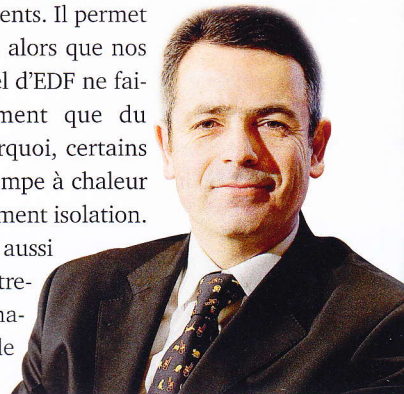 ents. Il permet
alors que nos
el d'EDF ne fai-
ment que du
rquoi, certains
mpe à chaleur
ment isolation.
aussi
tre-
na-
le